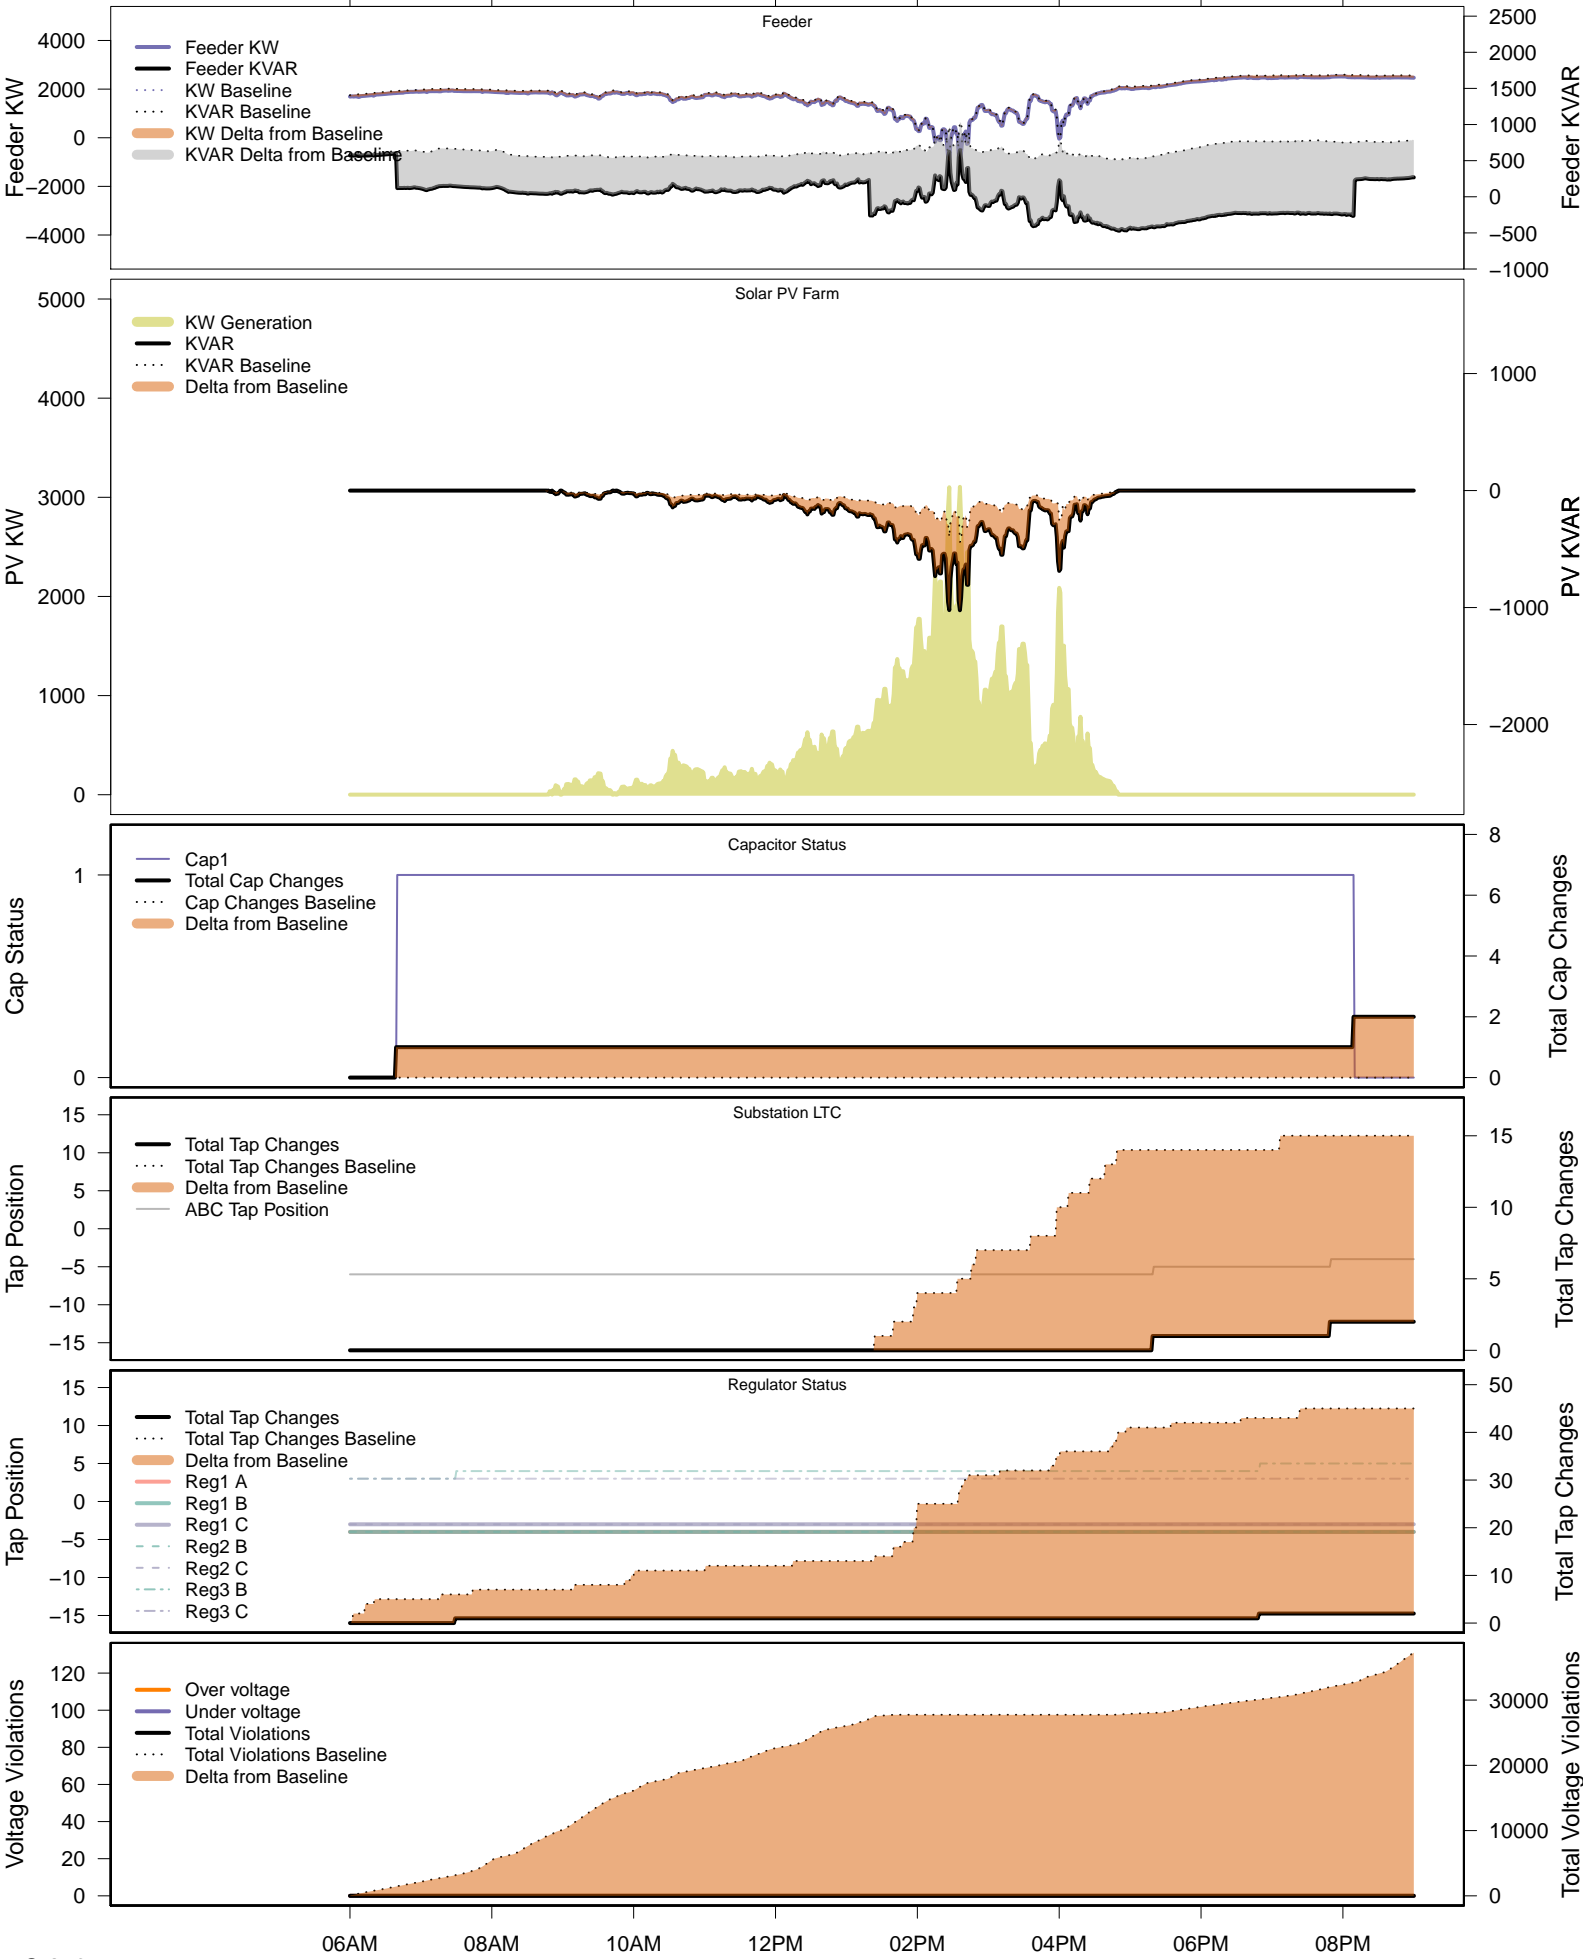 Feeder
4000
2000
0
−2000
−4000
Feeder KW
Feeder KW
Feeder KVAR
KW Baseline
KVAR Baseline
KW Delta from Baseline
KVAR Delta from Baseline
2500
2000
1500
1000
500
0
−500
−1000
Feeder KVAR
Solar PV Farm
5000
4000
3000
2000
1000
0
PV KW
KW Generation
KVAR
KVAR Baseline
Delta from Baseline
1000
0
−1000
−2000
PV KVAR
Capacitor Status
1
0
Cap Status
Cap1
Total Cap Changes
Cap Changes Baseline
Delta from Baseline
8
6
4
2
0
Total Cap Changes
Substation LTC
15
10
5
0
−5
−10
−15
Tap Position
Total Tap Changes
Total Tap Changes Baseline
Delta from Baseline
ABC Tap Position
15
10
5
0
Total Tap Changes
Regulator Status
15
10
5
0
−5
−10
−15
Tap Position
Total Tap Changes
Total Tap Changes Baseline
Delta from Baseline
Reg1 A
Reg1 B
Reg1 C
Reg2 B
Reg2 C
Reg3 B
Reg3 C
50
40
30
20
10
0
Total Tap Changes
120
100
80
60
40
20
0
Voltage Violations
Over voltage
Under voltage
Total Violations
Total Violations Baseline
Delta from Baseline
30000
20000
10000
0
Total Voltage Violations
06AM 08AM 10AM 12PM 02PM 04PM 06PM 08PM